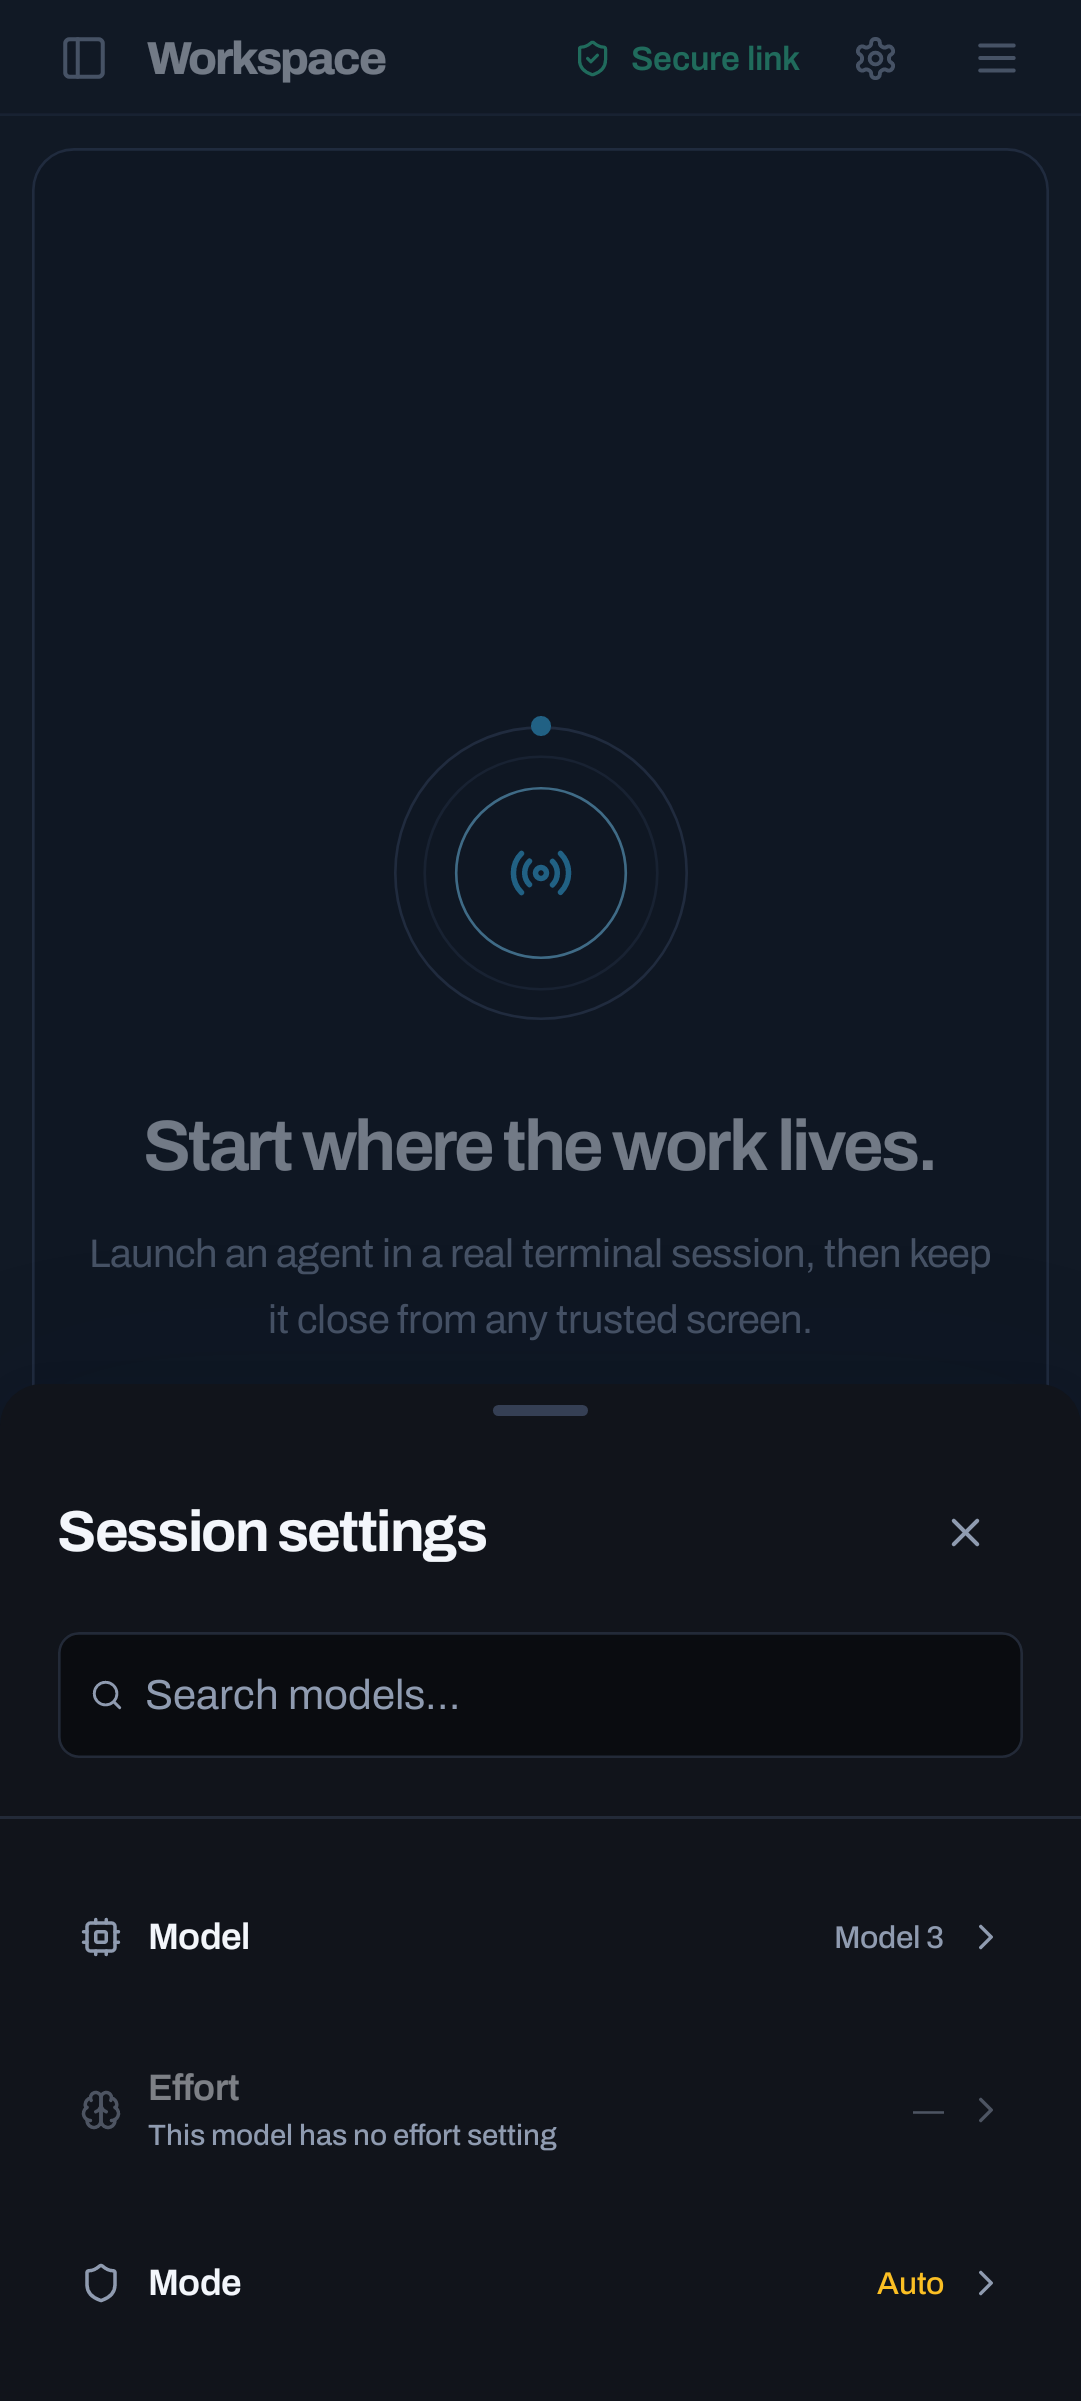 Workspace
Secure link
Start where the work lives.
Launch an agent in a real terminal session, then keep
it close from any trusted screen.
Session settings
Search models...
Model
Model 3
Effort
This model has no effort setting
—
Mode
Auto